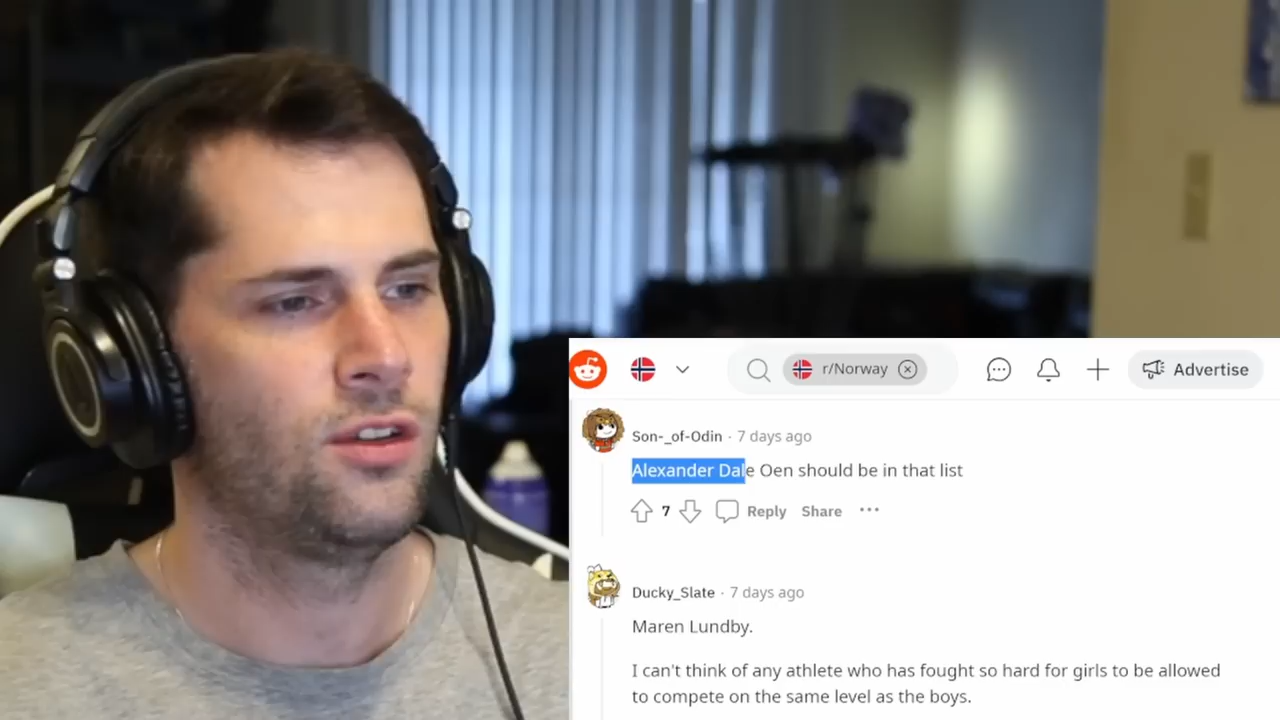 r/Norway
Advertise
Son-_of-Odin · 7 days ago
Alexander Dale Oen should be in that list
7 Reply Share
Ducky_Slate · 7 days ago
Maren Lundby.
I can't think of any athlete who has fought so hard for girls to be allowed
to compete on the same level as the boys.